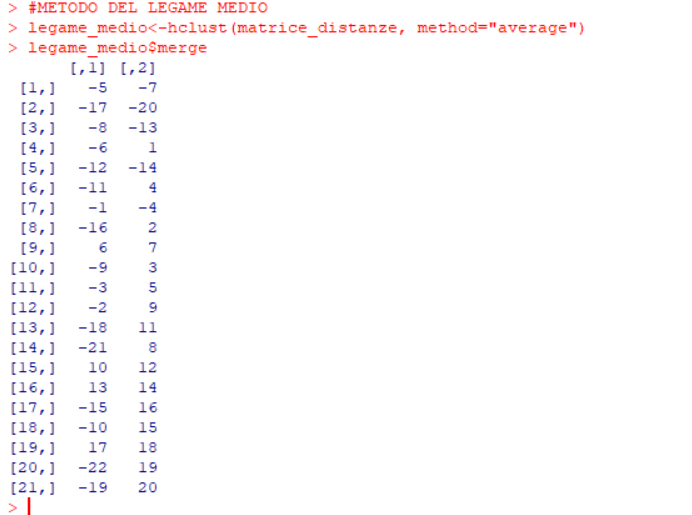 > #METODO DEL LEGAME MEDIO
> legame_medio<-hclust(matrice_distanze, method="average")
> legame_medio$merge
      [,1] [,2]
 [1,]   -5   -7
 [2,]  -17  -20
 [3,]   -8  -13
 [4,]   -6    1
 [5,]  -12  -14
 [6,]  -11    4
 [7,]   -1   -4
 [8,]  -16    2
 [9,]    6    7
[10,]   -9    3
[11,]   -3    5
[12,]   -2    9
[13,]  -18   11
[14,]  -21    8
[15,]   10   12
[16,]   13   14
[17,]  -15   16
[18,]  -10   15
[19,]   17   18
[20,]  -22   19
[21,]  -19   20
>